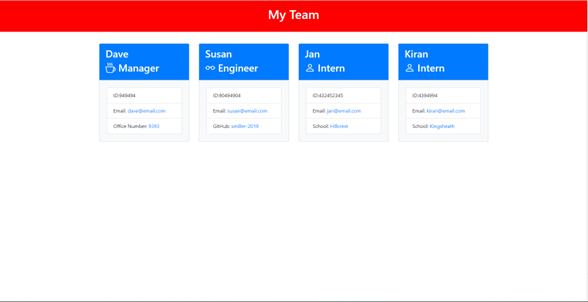 My Team
Dave
Manager
ID:949494
Email: dave@email.com
Office Number: 9393
Susan
Engineer
ID:80494904
Email: susan@email.com
GitHub: smiller-2019
Jan
Intern
ID:432452345
Email: jan@email.com
School: Hillcrest
Kiran
Intern
ID:4394994
Email: kiran@email.com
School: Kingsheath